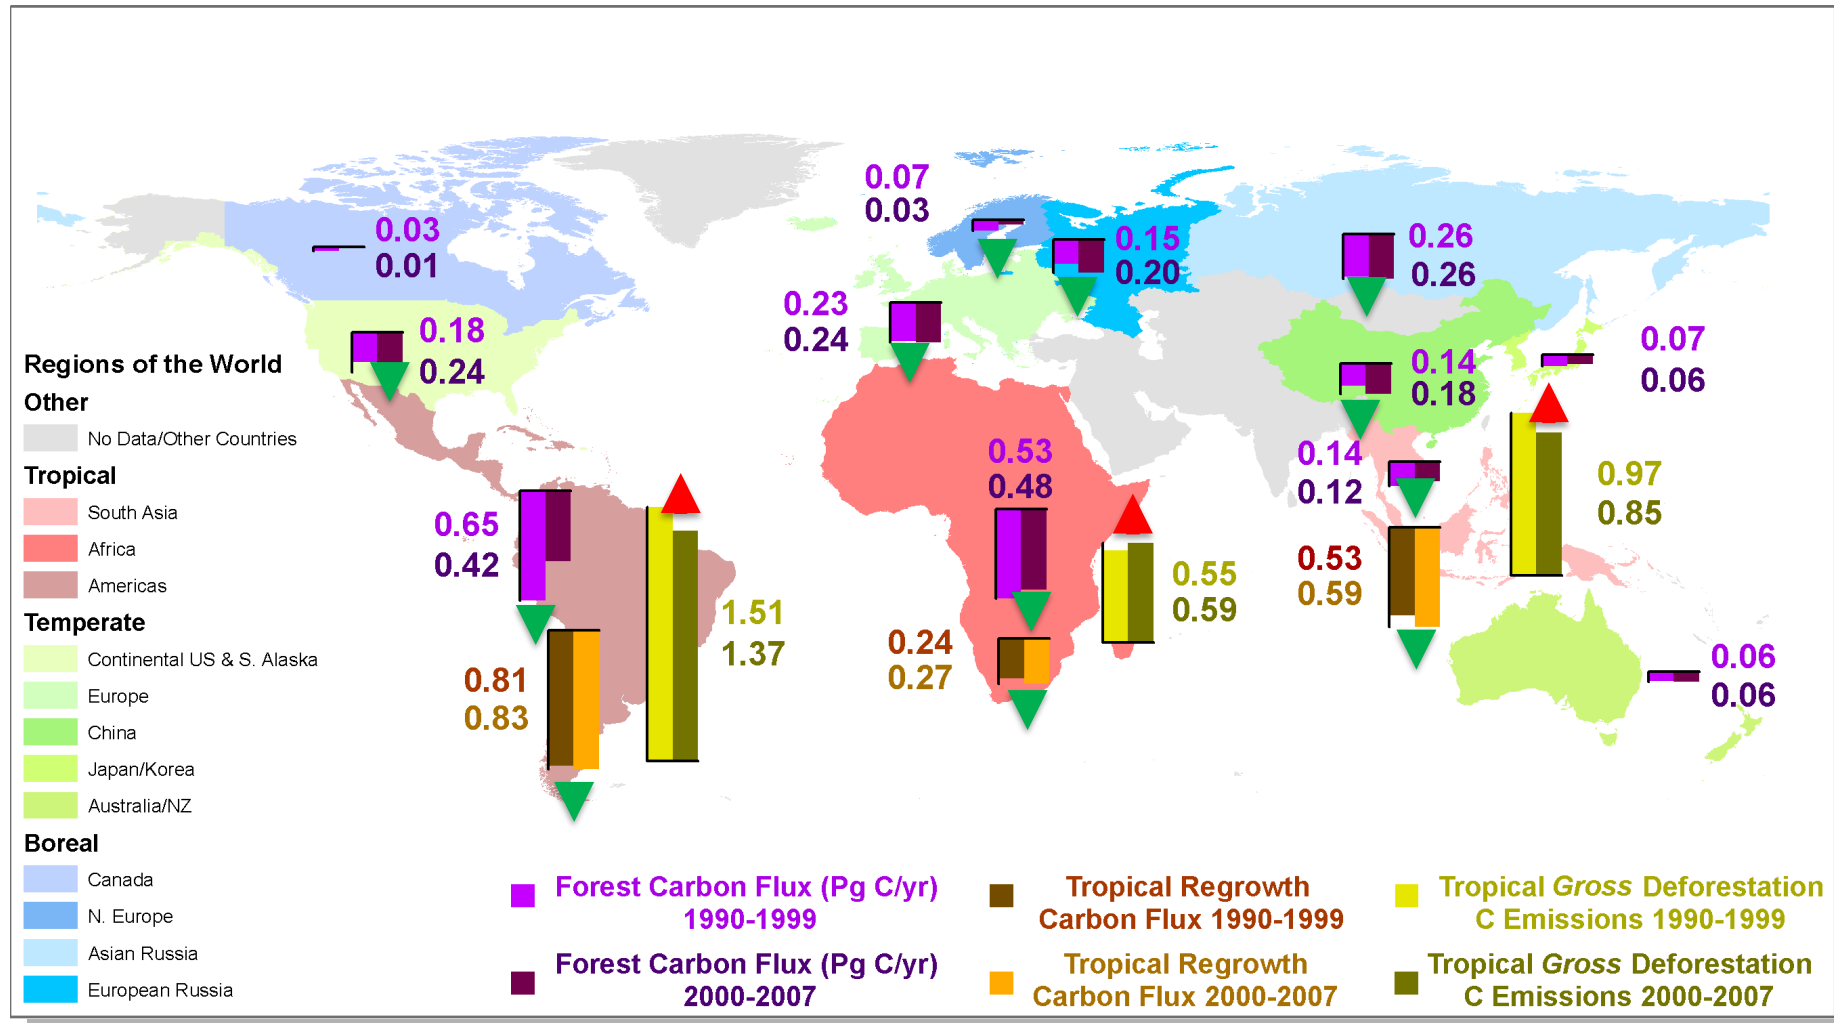 0.07
0.03
0.03
0.01
0.15
0.20
0.26
0.26
0.23
0.24
0.18
0.24
0.07
0.06
0.14
0.18
Regions of the World
Other
No Data/Other Countries
Tropical
South Asia
Africa
Americas
Temperate
Continental US & S. Alaska
Europe
China
Japan/Korea
Australia/NZ
Boreal
Canada
N. Europe
Asian Russia
European Russia
0.53
0.48
0.14
0.12
0.97
0.85
0.65
0.42
0.53
0.59
0.55
0.59
1.51
1.37
0.24
0.27
0.81
0.83
0.06
0.06
Forest Carbon Flux (Pg C/yr)
1990-1999
Forest Carbon Flux (Pg C/yr)
2000-2007
Tropical Regrowth
Carbon Flux 1990-1999
Tropical Regrowth
Carbon Flux 2000-2007
Tropical Gross Deforestation
C Emissions 1990-1999
Tropical Gross Deforestation
C Emissions 2000-2007